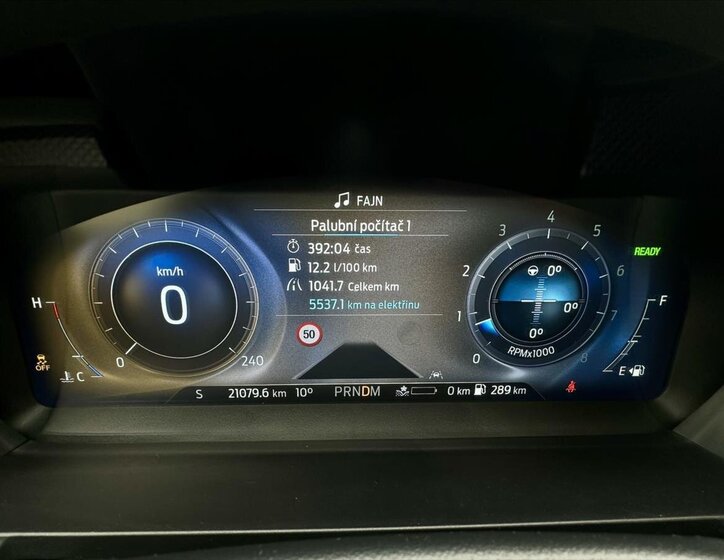 FAJN
Palubní počítač 1
392:04 čas
12.2 l/100 km
1041.7 Celkem km
5537.1 km na elektřinu
50
km/h
0
0 240
H
C
OFF
0 1 2 3 4 5 6 7 8
0°
0°
0°
RPMx1000
READY
F
E
S 21079.6 km 10° PRNDM 0 km 289 km